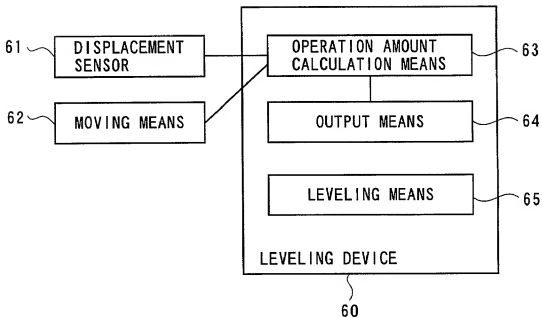 61
DISPLACEMENT
SENSOR
62
MOVING MEANS
OPERATION AMOUNT
CALCULATION MEANS
63
OUTPUT MEANS
64
LEVELING MEANS
65
LEVELING DEVICE
60